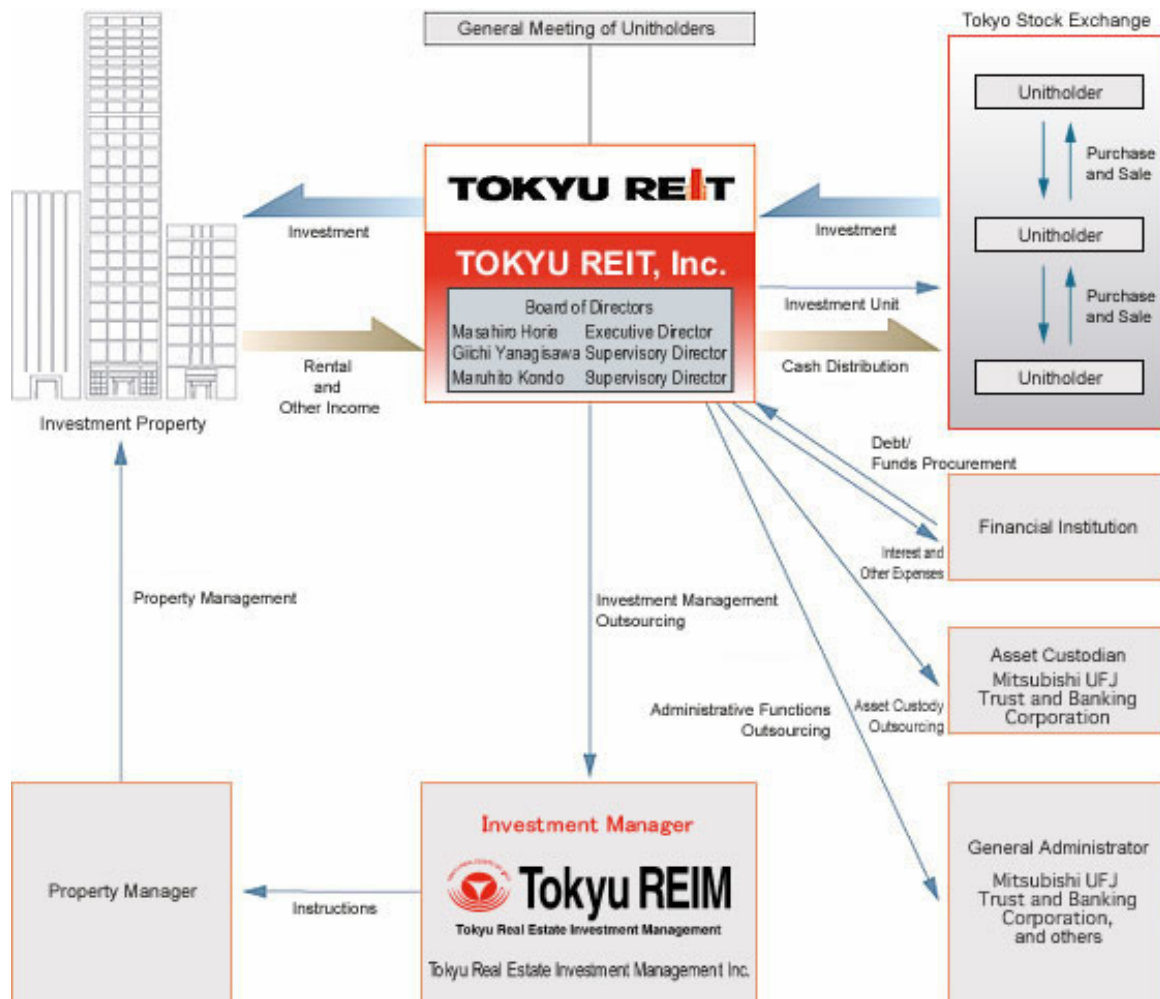 General Meeting of Unitholders
Tokyo Stock Exchange
Unitholder
Purchase
and Sale
Unitholder
Purchase
and Sale
Unitholder
TOKYU REIT
TOKYU REIT, Inc.
Board of Directors
Masahiro Horie Executive Director
Giichi Yanagisawa Supervisory Director
Maruhito Kondo Supervisory Director
Investment
Investment
Investment Unit
Cash Distribution
Rental
and
Other Income
Investment Property
Debt/
Funds Procurement
Financial Institution
Interest and
Other Expenses
Property Management
Investment Management
Outsourcing
Asset Custodian
Mitsubishi UFJ
Trust and Banking
Corporation
Administrative Functions
Outsourcing
Asset Custody
Outsourcing
Property Manager
Instructions
Investment Manager
Tokyu REIM
Tokyu Real Estate Investment Management
Tokyu Real Estate Investment Management Inc.
General Administrator
Mitsubishi UFJ
Trust and Banking
Corporation,
and others